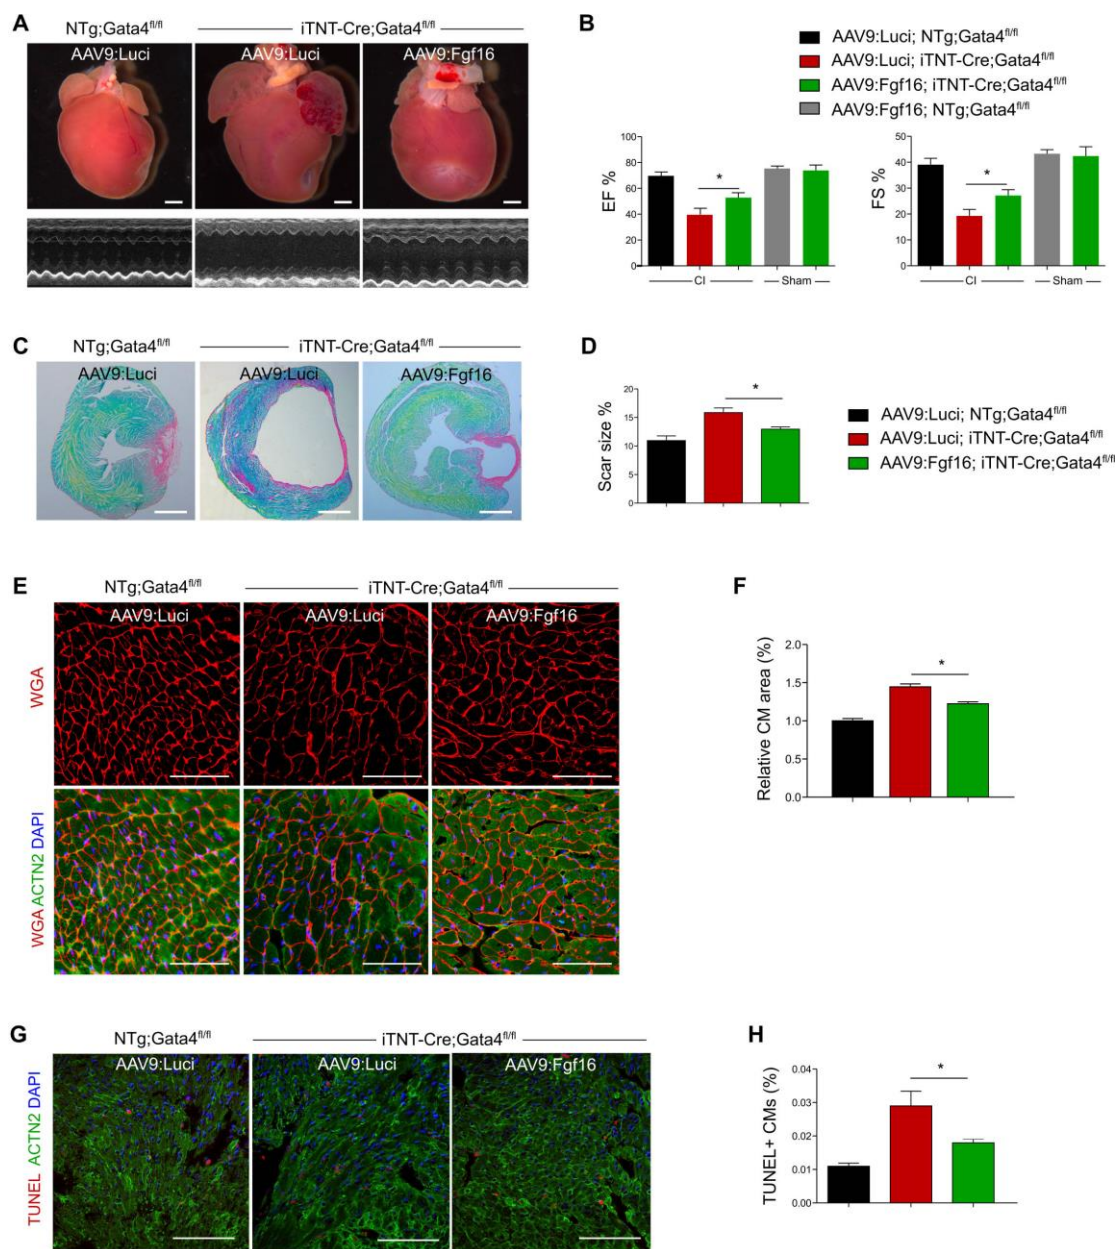 A
NTg;Gata4fl/fl
iTNT-Cre;Gata4fl/fl
AAV9:Luci
AAV9:Luci
AAV9:Fgf16
B
AAV9:Luci; NTg;Gata4fl/fl
AAV9:Luci; iTNT-Cre;Gata4fl/fl
AAV9:Fgf16; iTNT-Cre;Gata4fl/fl
AAV9:Fgf16; NTg;Gata4fl/fl
EF %
100
80
60
40
20
0
*
CI
Sham
FS %
50
40
30
20
10
0
*
CI
Sham
C
NTg;Gata4fl/fl
iTNT-Cre;Gata4fl/fl
AAV9:Luci
AAV9:Luci
AAV9:Fgf16
D
Scar size %
20
15
10
5
0
*
AAV9:Luci; NTg;Gata4fl/fl
AAV9:Luci; iTNT-Cre;Gata4fl/fl
AAV9:Fgf16; iTNT-Cre;Gata4fl/fl
E
NTg;Gata4fl/fl
iTNT-Cre;Gata4fl/fl
AAV9:Luci
AAV9:Luci
AAV9:Fgf16
WGA
WGA ACTN2 DAPI
F
Relative CM area (%)
2.0
1.5
1.0
0.5
0.0
*
G
NTg;Gata4fl/fl
iTNT-Cre;Gata4fl/fl
AAV9:Luci
AAV9:Luci
AAV9:Fgf16
TUNEL ACTN2 DAPI
H
TUNEL+ CMs (%)
0.04
0.03
0.02
0.01
0.00
*